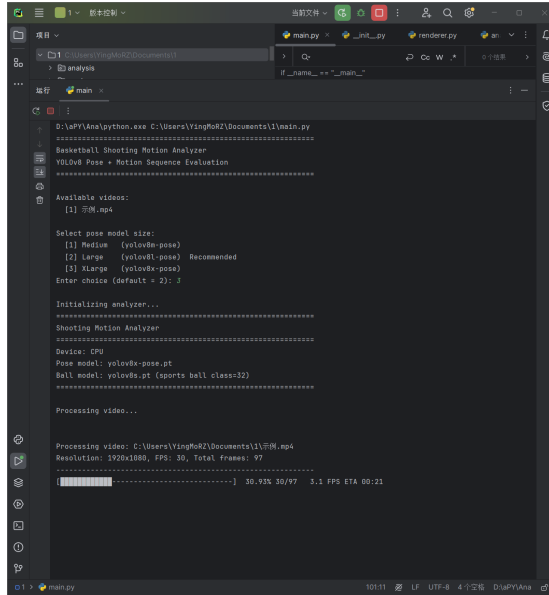 1 版本控制 当前文件
项目 main.py × __init__.py renderer.py an
1 C:\Users\YingMoRZ\Documents\1 Cc W .* 0个结果
analysis if __name__ == "__main__"
运行 main ×
D:\aPY\Ana\python.exe C:\Users\YingMoRZ\Documents\1\main.py
============================================================
Basketball Shooting Motion Analyzer
YOLOv8 Pose + Motion Sequence Evaluation
============================================================
Available videos:
[1] 示例.mp4
Select pose model size:
[1] Medium (yolov8m-pose)
[2] Large (yolov8l-pose) Recommended
[3] XLarge (yolov8x-pose)
Enter choice (default = 2): 3
Initializing analyzer...
============================================================
Shooting Motion Analyzer
============================================================
Device: CPU
Pose model: yolov8x-pose.pt
Ball model: yolov8s.pt (sports ball class=32)
============================================================
Processing video...
Processing video: C:\Users\YingMoRZ\Documents\1\示例.mp4
Resolution: 1920x1080, FPS: 30, Total frames: 97
------------------------------------------------------------
[████████████----------------------------] 30.93% 30/97 3.1 FPS ETA 00:21
1 > main.py 101:11 LF UTF-8 4个空格 D:\aPY\Ana